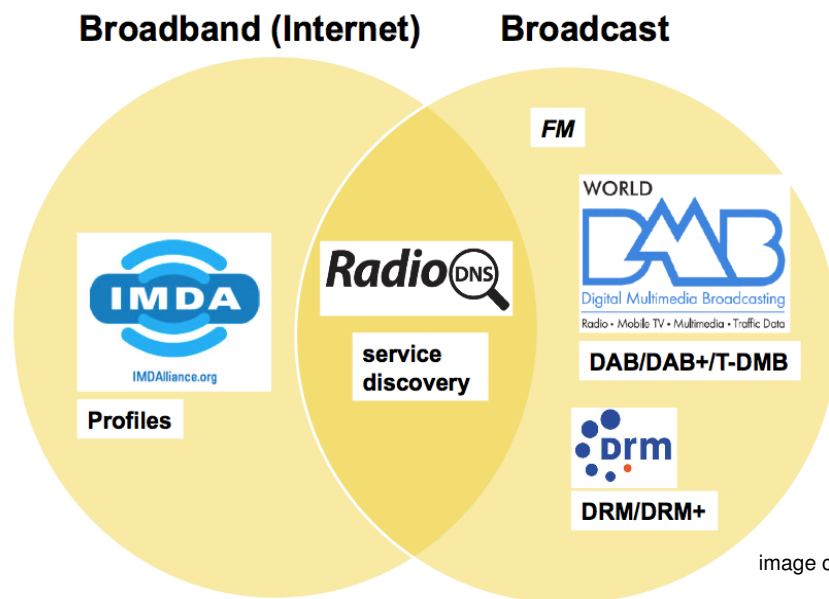 Broadband (Internet)
Broadcast
FM
WORLD
DMB
Digital Multimedia Broadcasting
Radio • Mobile TV • Multimedia • Traffic Data
DAB/DAB+/T-DMB
IMDA
IMDAlliance.org
Profiles
Radio DNS
service
discovery
Drm
DRM/DRM+
image